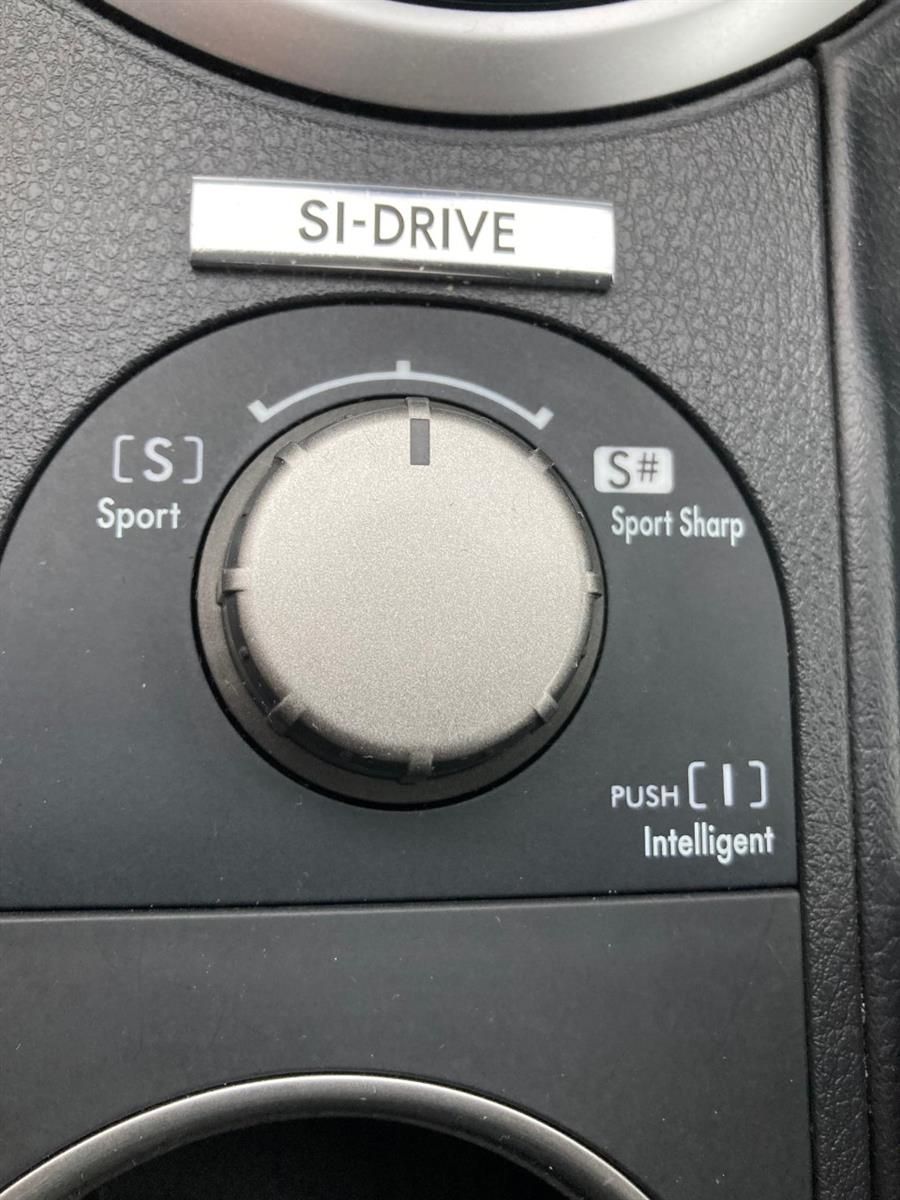 SI-DRIVE
[S]
Sport
S#
Sport Sharp
PUSH [ I ]
Intelligent